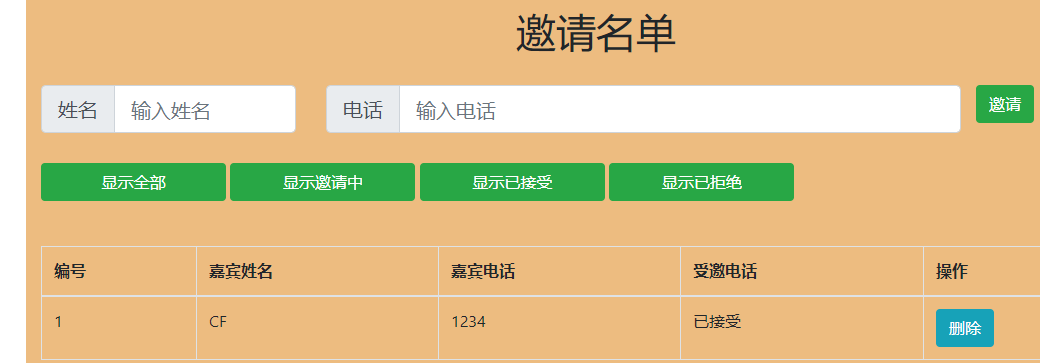 邀请名单
姓名 输入姓名 电话 输入电话 邀请
显示全部 显示邀请中 显示已接受 显示已拒绝
编号 嘉宾姓名 嘉宾电话 受邀电话 操作
1 CF 1234 已接受 删除